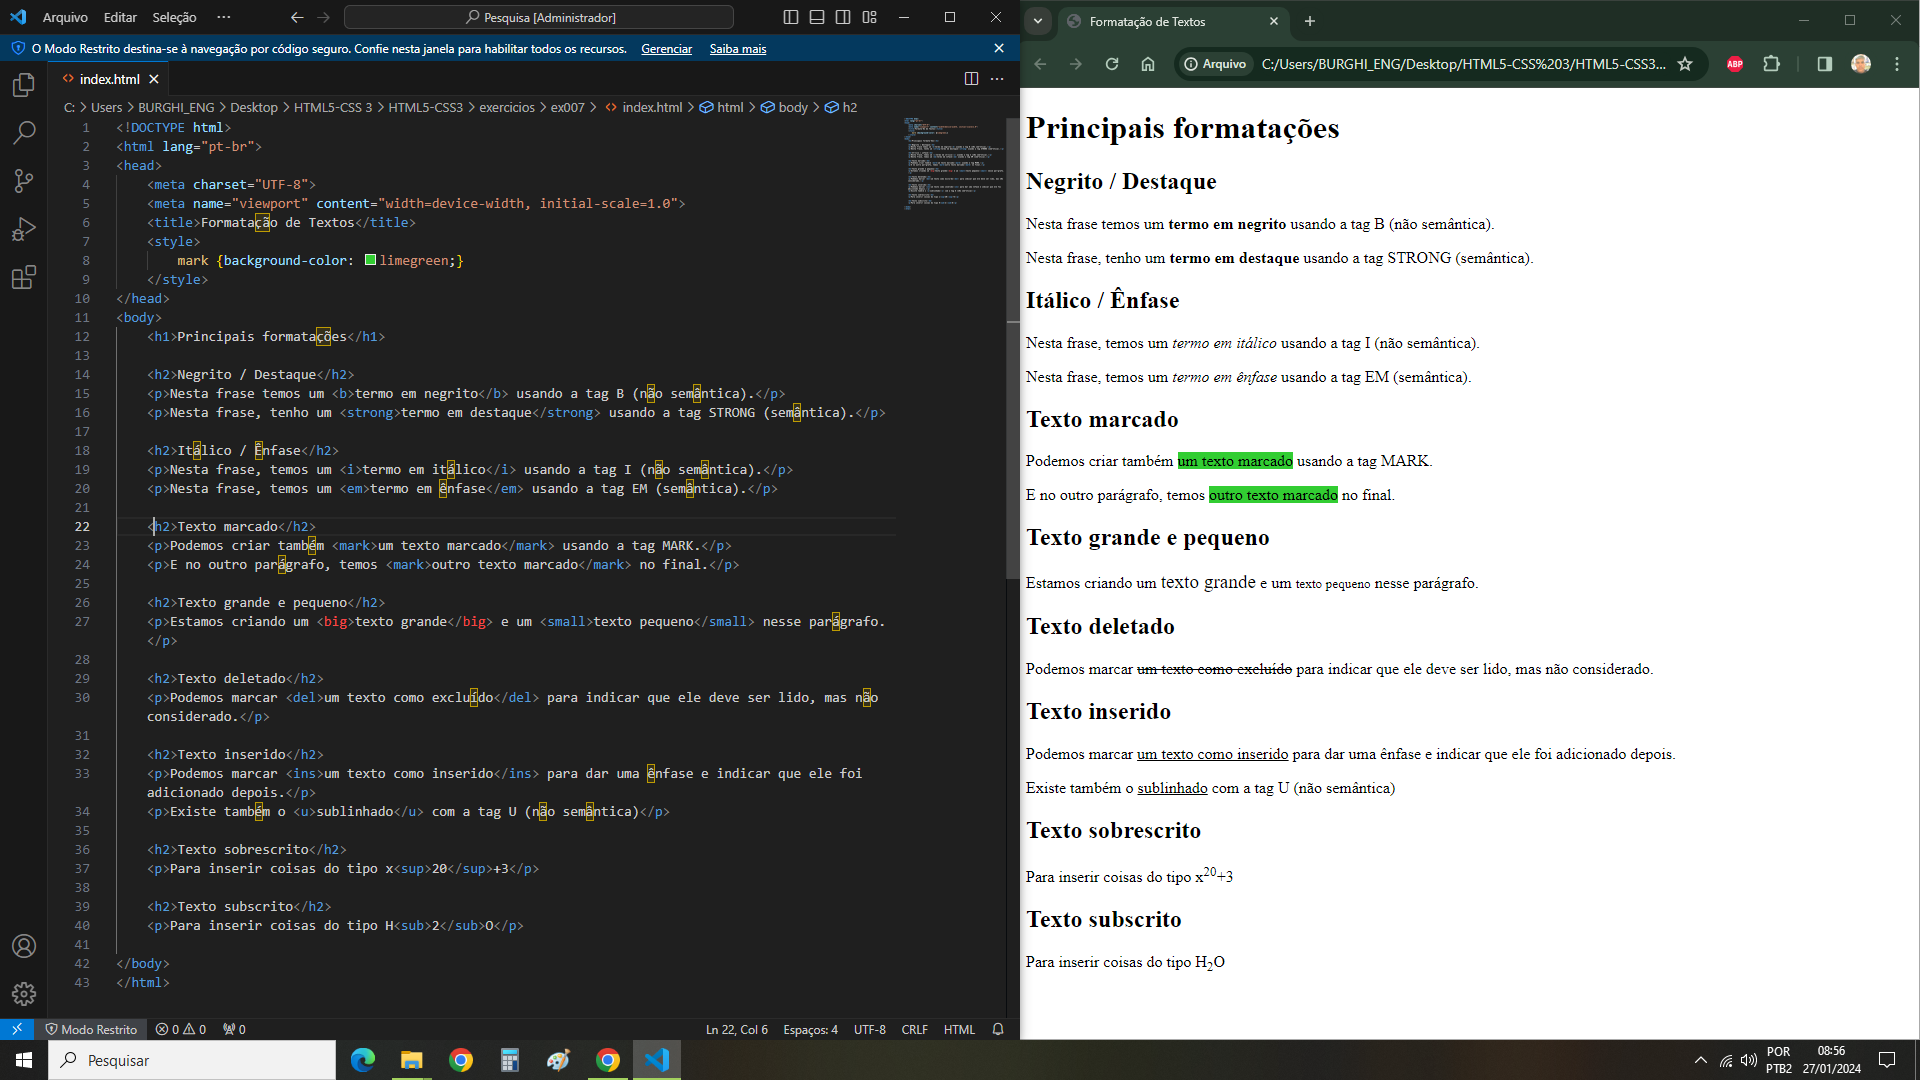 Arquivo Editar Seleção ··· Pesquisa [Administrador]
O Modo Restrito destina-se à navegação por código seguro. Confie nesta janela para habilitar todos os recursos. Gerenciar Saiba mais
index.html
C: > Users > BURGHI_ENG > Desktop > HTML5-CSS 3 > HTML5-CSS3 > exercicios > ex007 > index.html > html > body > h2
1 <!DOCTYPE html>
2 <html lang="pt-br">
3 <head>
4 <meta charset="UTF-8">
5 <meta name="viewport" content="width=device-width, initial-scale=1.0">
6 <title>Formatação de Textos</title>
7 <style>
8 mark {background-color: limegreen;}
9 </style>
10 </head>
11 <body>
12 <h1>Principais formatações</h1>
13
14 <h2>Negrito / Destaque</h2>
15 <p>Nesta frase temos um <b>termo em negrito</b> usando a tag B (não semântica).</p>
16 <p>Nesta frase, tenho um <strong>termo em destaque</strong> usando a tag STRONG (semântica).</p>
17
18 <h2>Itálico / Ênfase</h2>
19 <p>Nesta frase, temos um <i>termo em itálico</i> usando a tag I (não semântica).</p>
20 <p>Nesta frase, temos um <em>termo em ênfase</em> usando a tag EM (semântica).</p>
21
22 <h2>Texto marcado</h2>
23 <p>Podemos criar também <mark>um texto marcado</mark> usando a tag MARK.</p>
24 <p>E no outro parágrafo, temos <mark>outro texto marcado</mark> no final.</p>
25
26 <h2>Texto grande e pequeno</h2>
27 <p>Estamos criando um <big>texto grande</big> e um <small>texto pequeno</small> nesse parágrafo.
</p>
28
29 <h2>Texto deletado</h2>
30 <p>Podemos marcar <del>um texto como excluído</del> para indicar que ele deve ser lido, mas não
considerado.</p>
31
32 <h2>Texto inserido</h2>
33 <p>Podemos marcar <ins>um texto como inserido</ins> para dar uma ênfase e indicar que ele foi
adicionado depois.</p>
34 <p>Existe também o <u>sublinhado</u> com a tag U (não semântica)</p>
35
36 <h2>Texto sobrescrito</h2>
37 <p>Para inserir coisas do tipo x<sup>20</sup>+3</p>
38
39 <h2>Texto subscrito</h2>
40 <p>Para inserir coisas do tipo H<sub>2</sub>O</p>
41
42 </body>
43 </html>
Modo Restrito 0 0 0 Ln 22, Col 6 Espaços: 4 UTF-8 CRLF HTML
Formatação de Textos
Arquivo C:/Users/BURGHI_ENG/Desktop/HTML5-CSS%203/HTML5-CSS3... ABP
Principais formatações
Negrito / Destaque
Nesta frase temos um termo em negrito usando a tag B (não semântica).
Nesta frase, tenho um termo em destaque usando a tag STRONG (semântica).
Itálico / Ênfase
Nesta frase, temos um termo em itálico usando a tag I (não semântica).
Nesta frase, temos um termo em ênfase usando a tag EM (semântica).
Texto marcado
Podemos criar também um texto marcado usando a tag MARK.
E no outro parágrafo, temos outro texto marcado no final.
Texto grande e pequeno
Estamos criando um texto grande e um texto pequeno nesse parágrafo.
Texto deletado
Podemos marcar um texto como excluído para indicar que ele deve ser lido, mas não considerado.
Texto inserido
Podemos marcar um texto como inserido para dar uma ênfase e indicar que ele foi adicionado depois.
Existe também o sublinhado com a tag U (não semântica)
Texto sobrescrito
Para inserir coisas do tipo x²⁰+3
Texto subscrito
Para inserir coisas do tipo H₂O
Pesquisar
POR
PTB2
08:56
27/01/2024